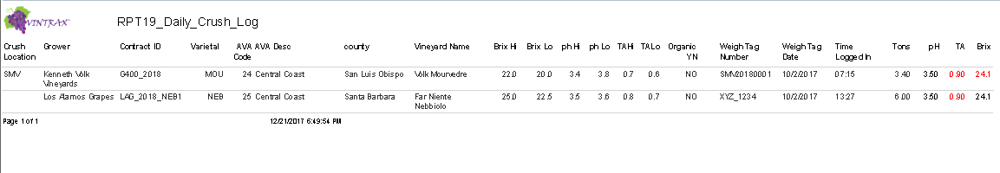 VINTRAX
RPT19_Daily_Crush_Log
Crush Grower Contract ID Varietal AVA AVA Desc county Vineyard Name Brix Hi Brix Lo ph Hi ph Lo TA Hi TA Lo Organic Weigh Tag Weigh Tag Time Tons pH TA Brix
Location Code YN Number Date Logged In
SMV Kenneth Volk G400_2018 MOU 24 Central Coast San Luis Obispo Volk Mourvedre 22.0 20.0 3.4 3.8 0.7 0.6 NO SMV20180001 10/2/2017 07:15 3.40 3.50 0.90 24.1
Vineyards
Los Alamos Grapes LAG_2018_NEB1 NEB 25 Central Coast Santa Barbara Far Niente 25.0 22.5 3.5 3.6 0.8 0.7 NO XYZ_1234 10/2/2017 13:27 6.00 3.50 0.90 24.1
Nebbiolo
Page 1 of 1 12/21/2017 5:49:54 PM